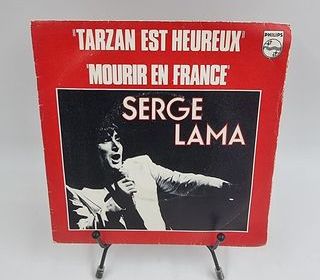 "TARZAN EST HEUREUX"
PHILIPS
"MOURIR EN FRANCE"
SERGE
LAMA